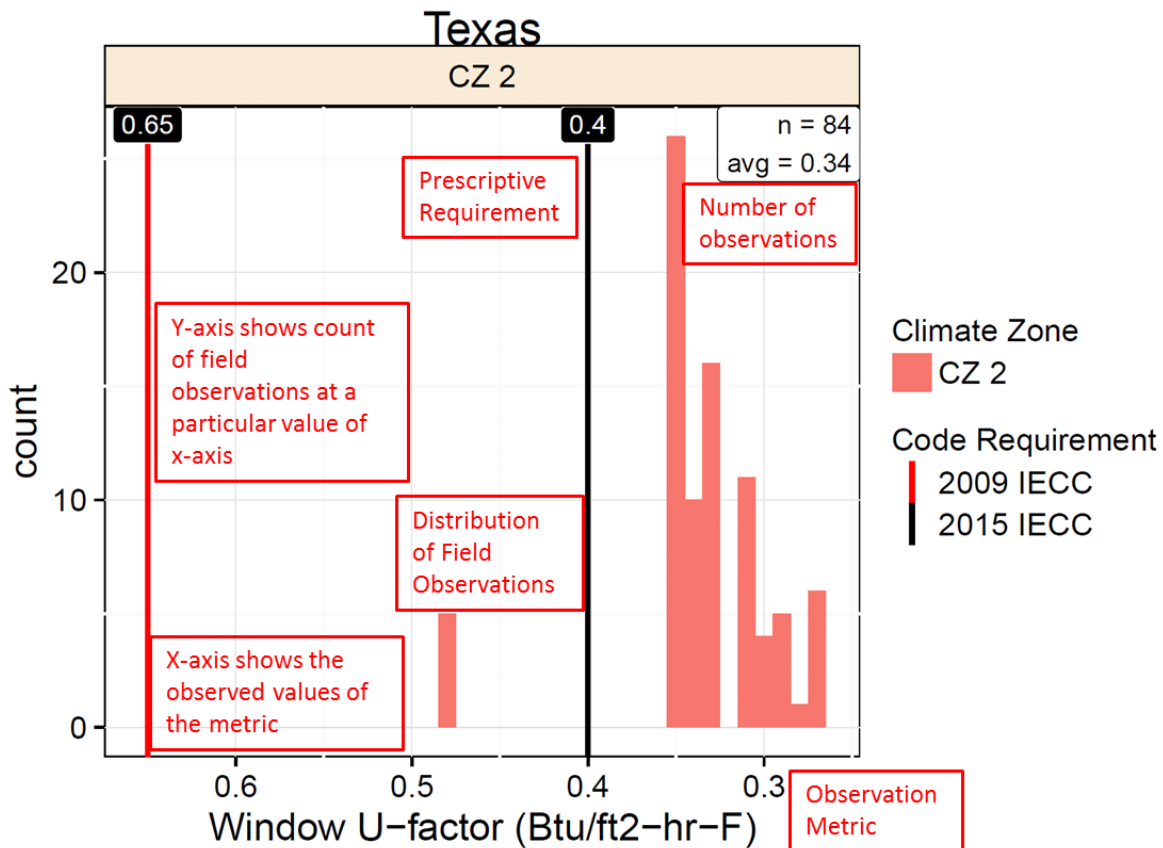 Texas
CZ 2
0.65
0.4
n = 84
avg = 0.34
Prescriptive
Requirement
Number of
observations
20
Y-axis shows count
of field
observations at a
particular value of
x-axis
count
10
Distribution
of Field
Observations
X-axis shows the
observed values of
the metric
0
0.6
0.5
0.4
0.3
Window U−factor (Btu/ft2−hr−F)
Observation
Metric
Climate Zone
CZ 2
Code Requirement
2009 IECC
2015 IECC